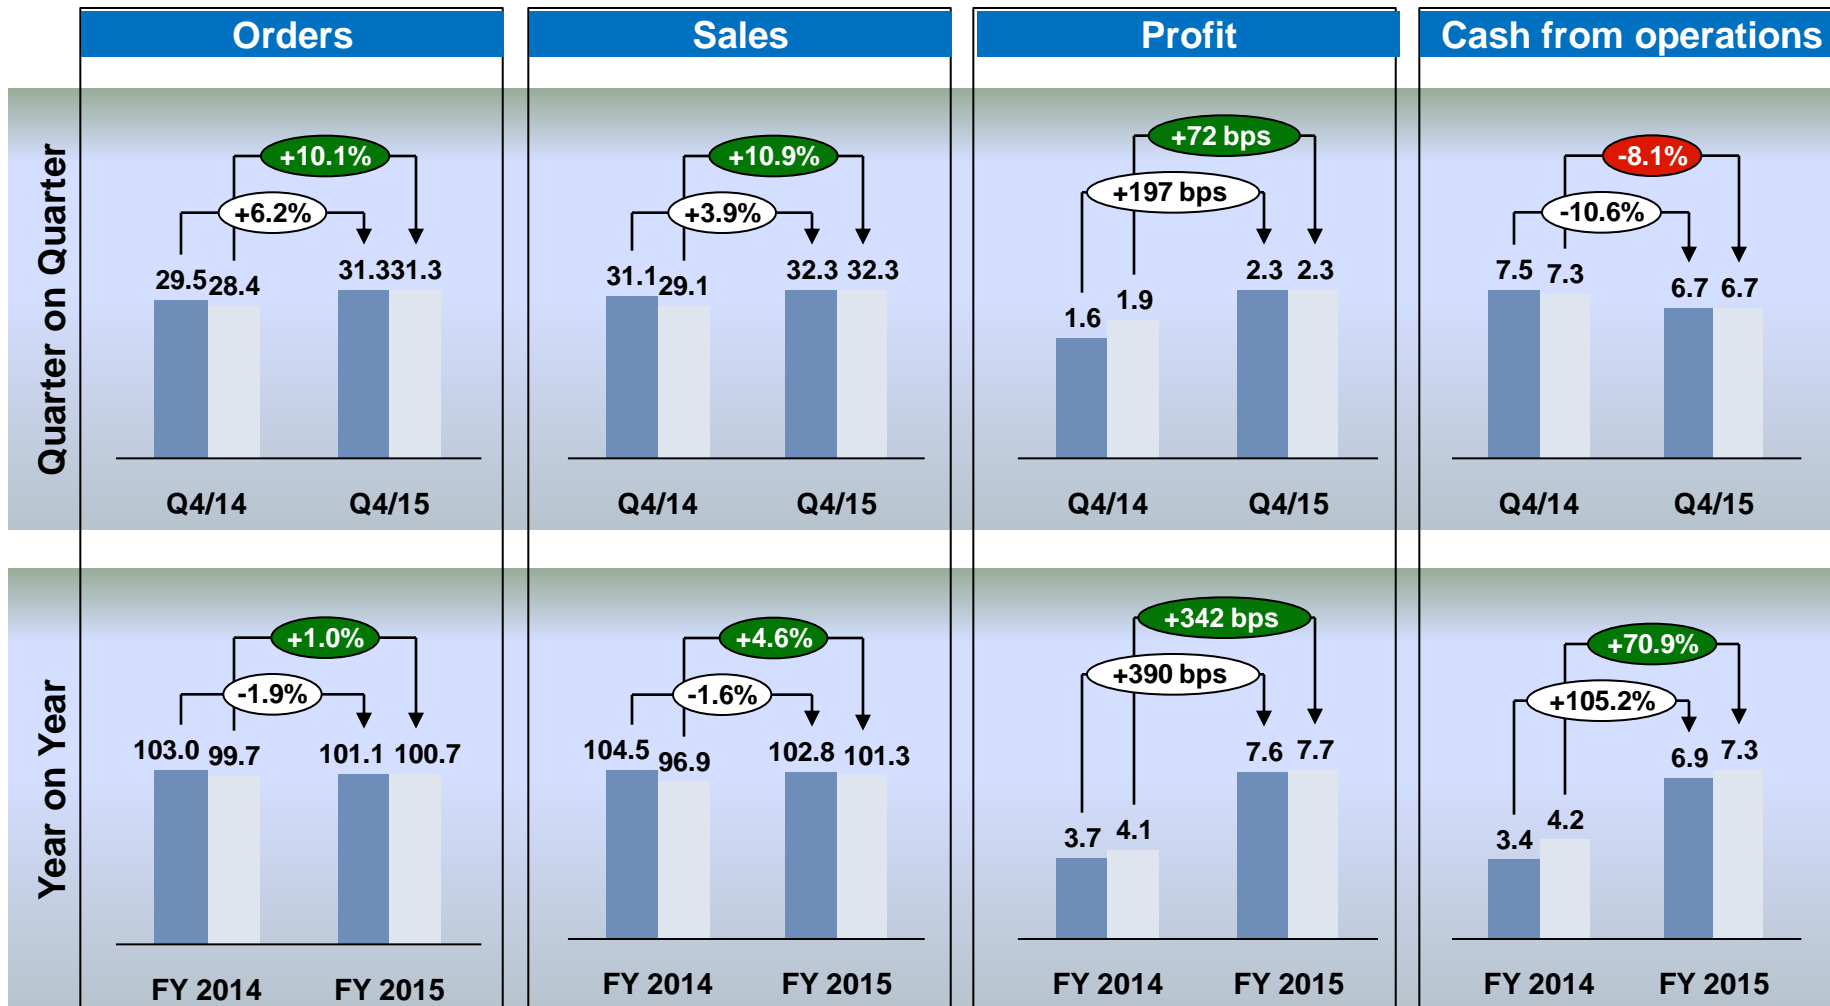 Orders
Sales
Profit
Cash from operations
Quarter on Quarter
+10.1%
+6.2%
29.5
28.4
31.3
31.3
Q4/14
Q4/15
+10.9%
+3.9%
31.1
29.1
32.3
32.3
Q4/14
Q4/15
+72 bps
+197 bps
1.6
1.9
2.3
2.3
Q4/14
Q4/15
-8.1%
-10.6%
7.5
7.3
6.7
6.7
Q4/14
Q4/15
Year on Year
+1.0%
-1.9%
103.0
99.7
101.1
100.7
FY 2014
FY 2015
+4.6%
-1.6%
104.5
96.9
102.8
101.3
FY 2014
FY 2015
+342 bps
+390 bps
3.7
4.1
7.6
7.7
FY 2014
FY 2015
+70.9%
+105.2%
3.4
4.2
6.9
7.3
FY 2014
FY 2015